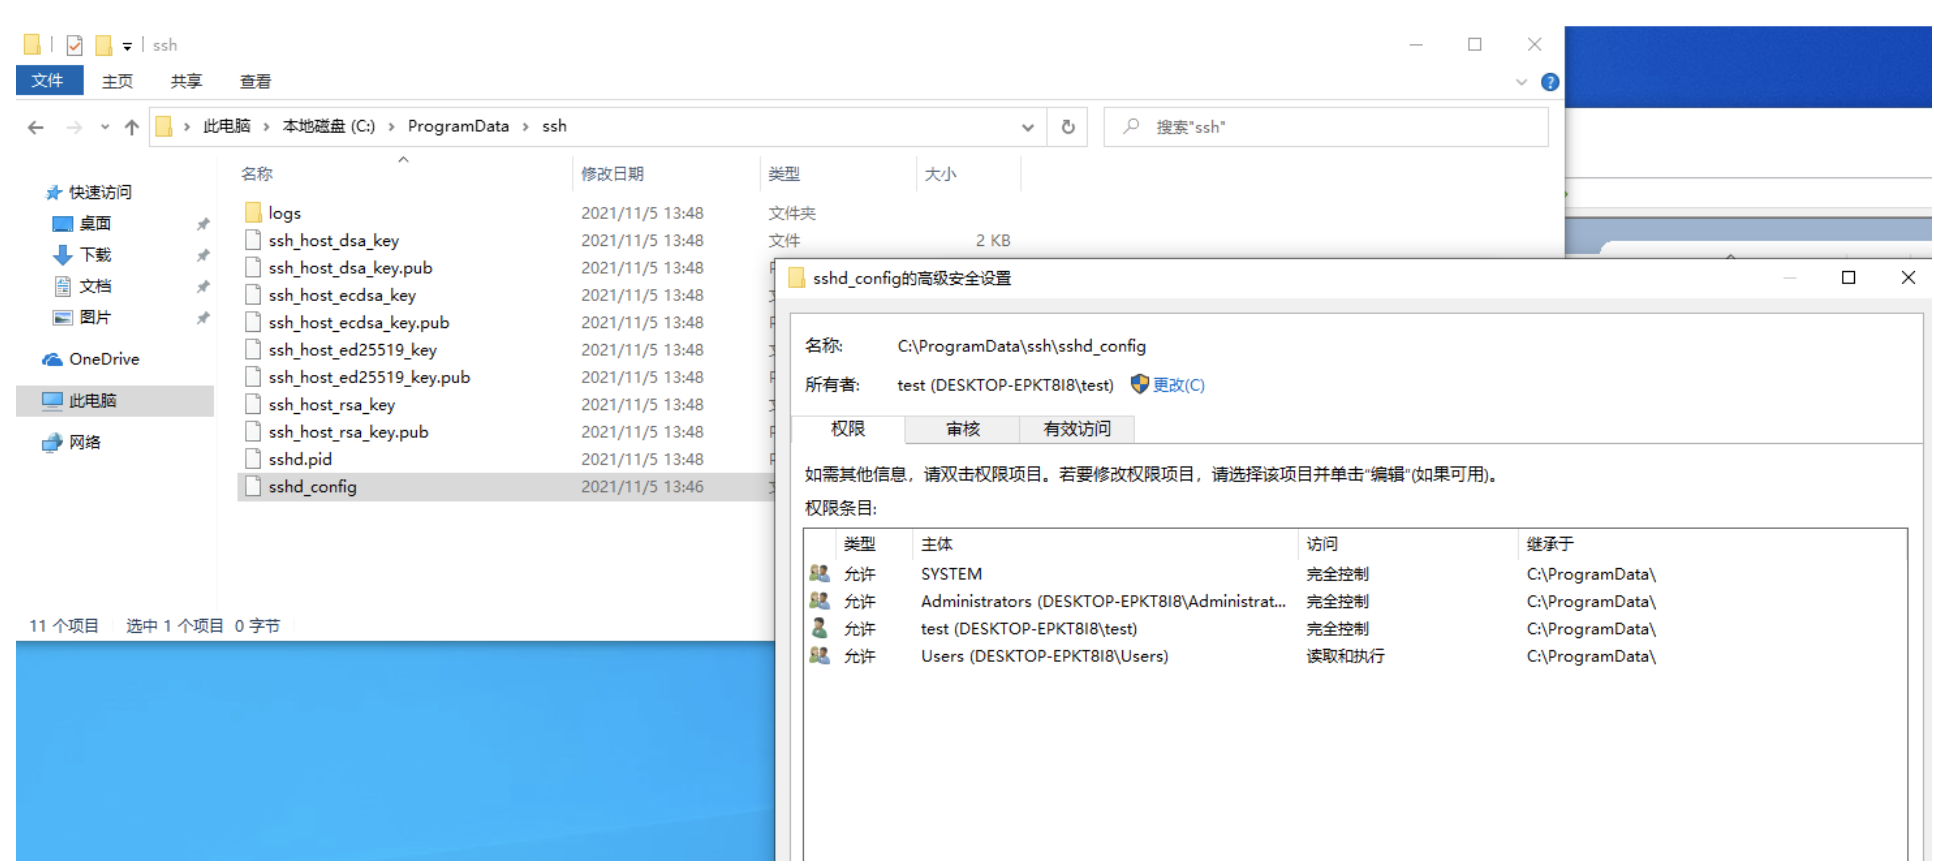 ssh
文件 主页 共享 查看
此电脑 本地磁盘 (C:) ProgramData ssh
搜索"ssh"
快速访问
桌面
下载
文档
图片
OneDrive
此电脑
网络
名称 修改日期 类型 大小
logs 2021/11/5 13:48 文件夹
ssh_host_dsa_key 2021/11/5 13:48 文件 2 KB
ssh_host_dsa_key.pub 2021/11/5 13:48
ssh_host_ecdsa_key 2021/11/5 13:48
ssh_host_ecdsa_key.pub 2021/11/5 13:48
ssh_host_ed25519_key 2021/11/5 13:48
ssh_host_ed25519_key.pub 2021/11/5 13:48
ssh_host_rsa_key 2021/11/5 13:48
ssh_host_rsa_key.pub 2021/11/5 13:48
sshd.pid 2021/11/5 13:48
sshd_config 2021/11/5 13:46
11 个项目 选中 1 个项目 0 字节
sshd_config的高级安全设置
名称: C:\ProgramData\ssh\sshd_config
所有者: test (DESKTOP-EPKT8I8\test) 更改(C)
权限 审核 有效访问
如需其他信息，请双击权限项目。若要修改权限项目，请选择该项目并单击"编辑"(如果可用)。
权限条目:
类型 主体 访问 继承于
允许 SYSTEM 完全控制 C:\ProgramData\
允许 Administrators (DESKTOP-EPKT8I8\Administrat... 完全控制 C:\ProgramData\
允许 test (DESKTOP-EPKT8I8\test) 完全控制 C:\ProgramData\
允许 Users (DESKTOP-EPKT8I8\Users) 读取和执行 C:\ProgramData\